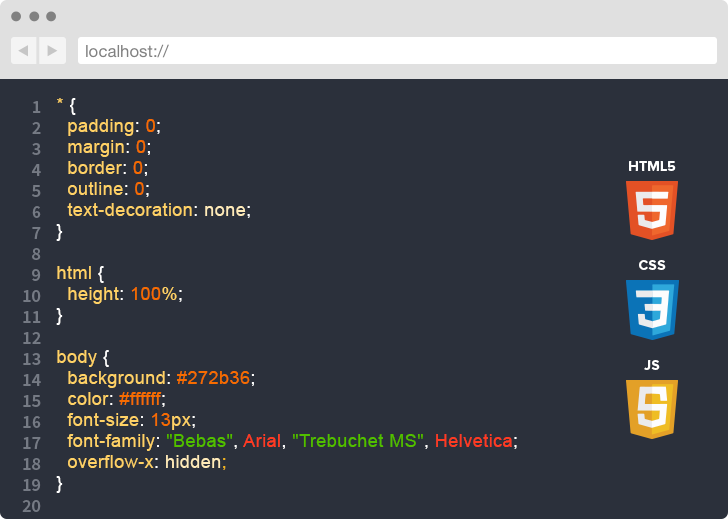 localhost://
1 * {
2 padding: 0;
3 margin: 0;
4 border: 0;
5 outline: 0;
6 text-decoration: none;
7 }
8
9 html {
10 height: 100%;
11 }
12
13 body {
14 background: #272b36;
15 color: #ffffff;
16 font-size: 13px;
17 font-family: "Bebas", Arial, "Trebuchet MS", Helvetica;
18 overflow-x: hidden;
19 }
20
HTML5
5
CSS
3
JS
5